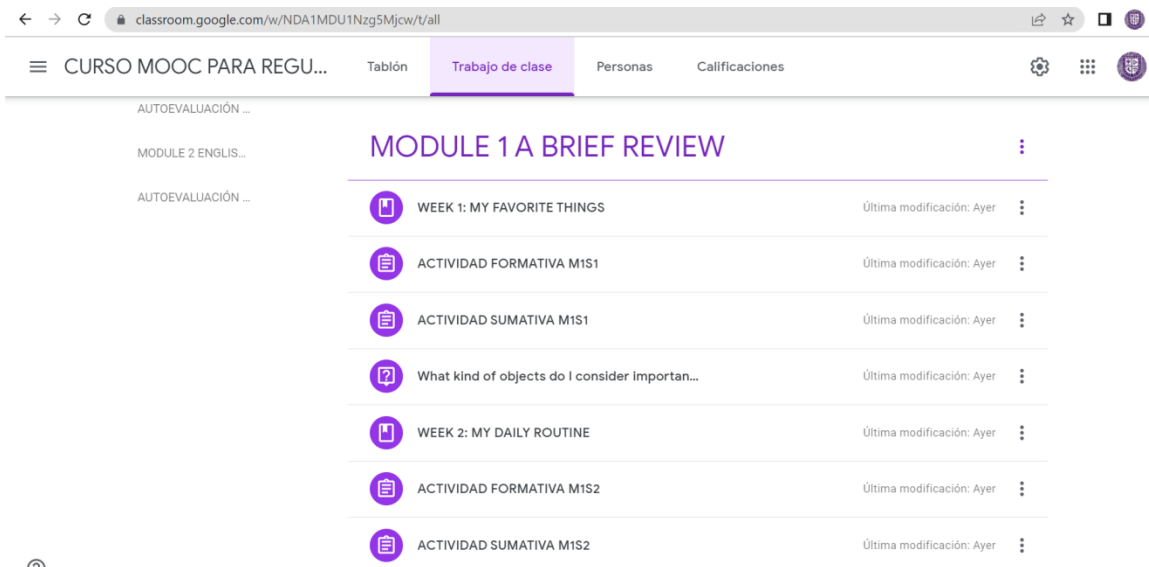 classroom.google.com/w/NDA1MDU1Nzg5Mjcw/t/all
CURSO MOOC PARA REGU... Tablón Trabajo de clase Personas Calificaciones
AUTOEVALUACIÓN ...
MODULE 2 ENGLIS...
AUTOEVALUACIÓN ...
MODULE 1 A BRIEF REVIEW
WEEK 1: MY FAVORITE THINGS Última modificación: Ayer
ACTIVIDAD FORMATIVA M1S1 Última modificación: Ayer
ACTIVIDAD SUMATIVA M1S1 Última modificación: Ayer
What kind of objects do I consider importan... Última modificación: Ayer
WEEK 2: MY DAILY ROUTINE Última modificación: Ayer
ACTIVIDAD FORMATIVA M1S2 Última modificación: Ayer
ACTIVIDAD SUMATIVA M1S2 Última modificación: Ayer